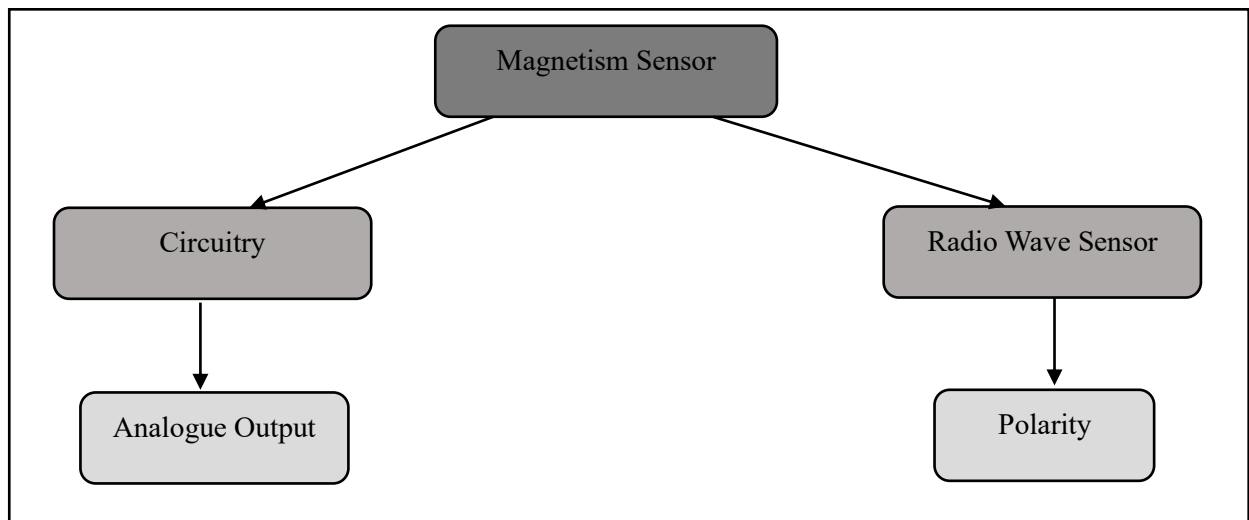 Magnetism Sensor
Circuitry
Radio Wave Sensor
Analogue Output
Polarity